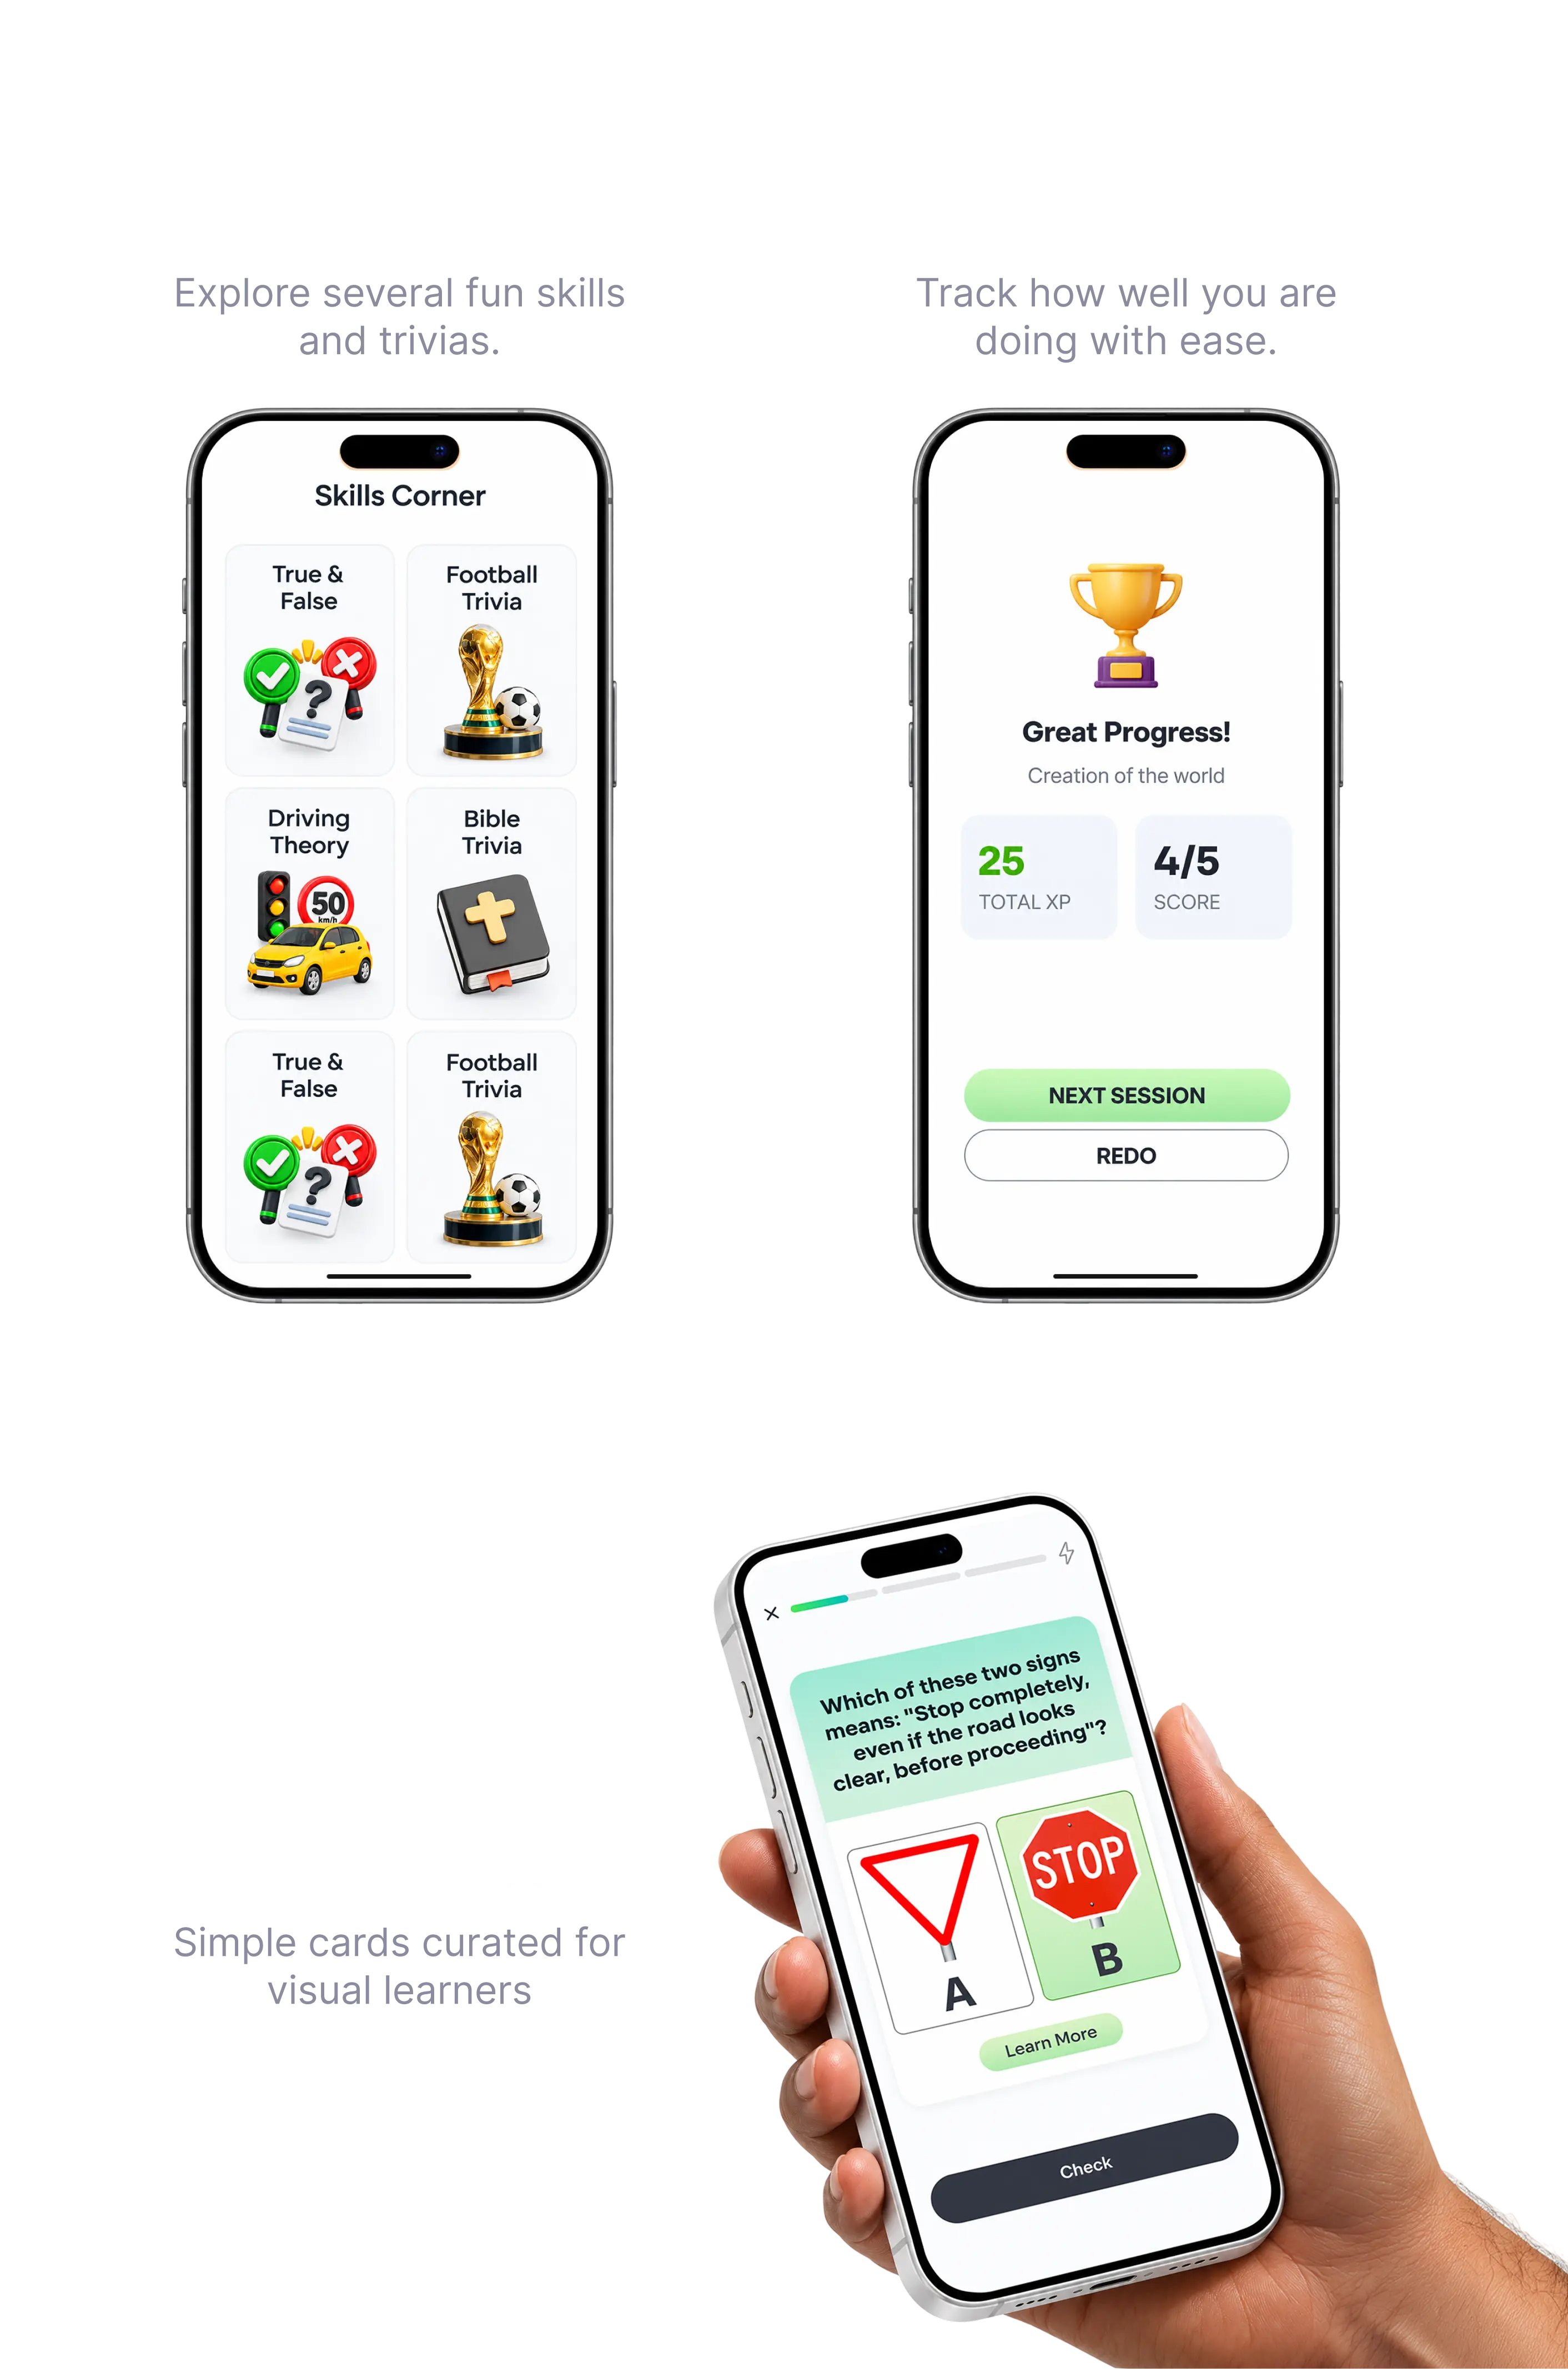 Explore several fun skills
and trivias.
Track how well you are
doing with ease.
Skills Corner
True &
False
Football
Trivia
Driving
Theory
50
km/h
Bible
Trivia
True &
False
?
Football
Trivia
Great Progress!
Creation of the world
25
TOTAL XP
4/5
SCORE
NEXT SESSION
REDO
Simple cards curated for
visual learners
Which of these two signs
means: "Stop completely,
even if the road looks
clear, before proceeding"?
STOP
A
B
Learn More
Check